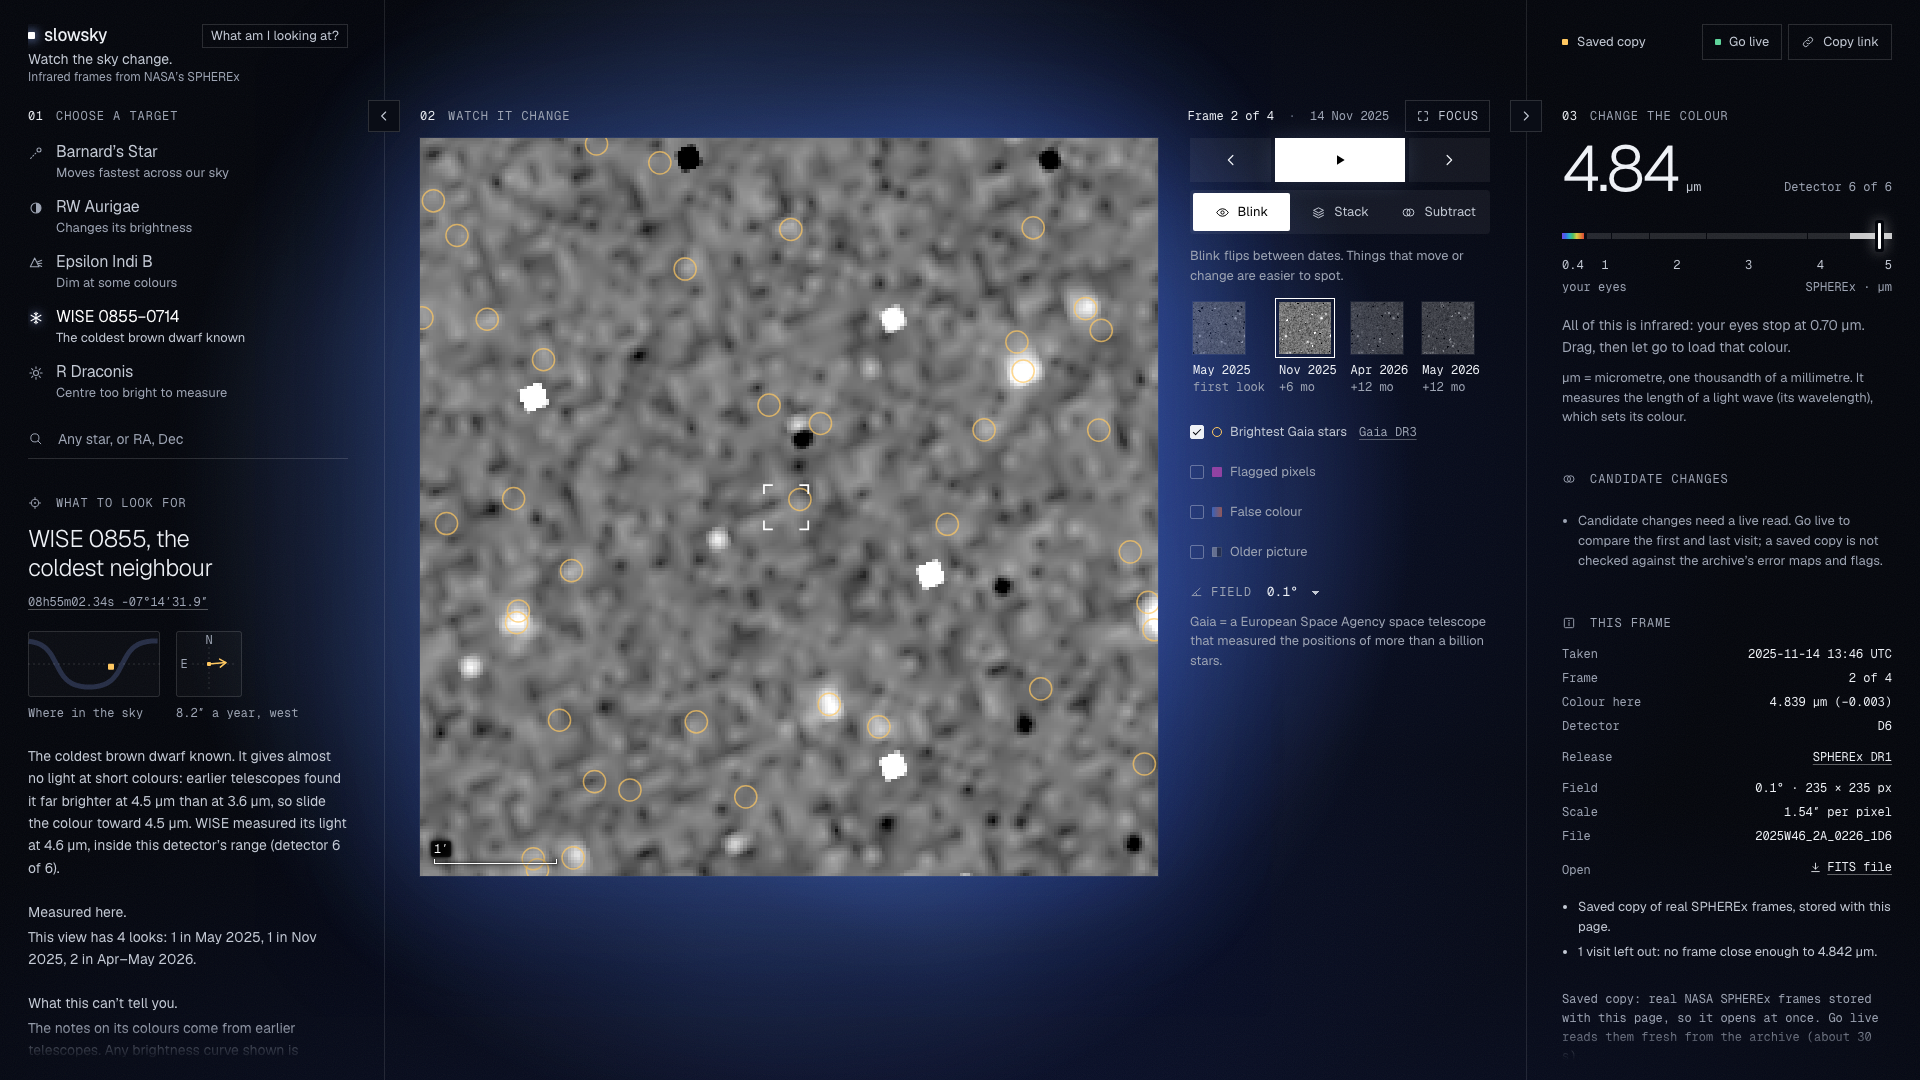 slowsky
What am I looking at?
Watch the sky change.
Infrared frames from NASA's SPHEREx
01 CHOOSE A TARGET
Barnard's Star
Moves fastest across our sky
RW Aurigae
Changes its brightness
Epsilon Indi B
Dim at some colours
WISE 0855−0714
The coldest brown dwarf known
R Draconis
Centre too bright to measure
Any star, or RA, Dec
WHAT TO LOOK FOR
WISE 0855, the
coldest neighbour
08h55m02.34s -07°14′31.9″
N
E
Where in the sky
8.2″ a year, west
The coldest brown dwarf known. It gives almost
no light at short colours: earlier telescopes found
it far brighter at 4.5 µm than at 3.6 µm, so slide
the colour toward 4.5 µm. WISE measured its light
at 4.6 µm, inside this detector's range (detector 6
of 6).
Measured here.
This view has 4 looks: 1 in May 2025, 1 in Nov
2025, 2 in Apr–May 2026.
What this can't tell you.
The notes on its colours come from earlier
telescopes. Any brightness curve shown is
02 WATCH IT CHANGE
Frame 2 of 4 · 14 Nov 2025
FOCUS
1′
Blink
Stack
Subtract
Blink flips between dates. Things that move or
change are easier to spot.
May 2025
first look
Nov 2025
+6 mo
Apr 2026
+12 mo
May 2026
+12 mo
Brightest Gaia stars Gaia DR3
Flagged pixels
False colour
Older picture
FIELD 0.1°
Gaia = a European Space Agency space telescope
that measured the positions of more than a billion
stars.
Saved copy
Go live
Copy link
03 CHANGE THE COLOUR
4.84 µm
Detector 6 of 6
0.4 1 2 3 4 5
your eyes
SPHEREx · µm
All of this is infrared: your eyes stop at 0.70 µm.
Drag, then let go to load that colour.
µm = micrometre, one thousandth of a millimetre. It
measures the length of a light wave (its wavelength),
which sets its colour.
CANDIDATE CHANGES
• Candidate changes need a live read. Go live to
compare the first and last visit; a saved copy is not
checked against the archive's error maps and flags.
THIS FRAME
Taken 2025-11-14 13:46 UTC
Frame 2 of 4
Colour here 4.839 µm (−0.003)
Detector D6
Release SPHEREx DR1
Field 0.1° · 235 × 235 px
Scale 1.54″ per pixel
File 2025W46_2A_0226_1D6
Open FITS file
• Saved copy of real SPHEREx frames, stored with this
page.
• 1 visit left out: no frame close enough to 4.842 µm.
Saved copy: real NASA SPHEREx frames stored
with this page, so it opens at once. Go live
reads them fresh from the archive (about 30
s)